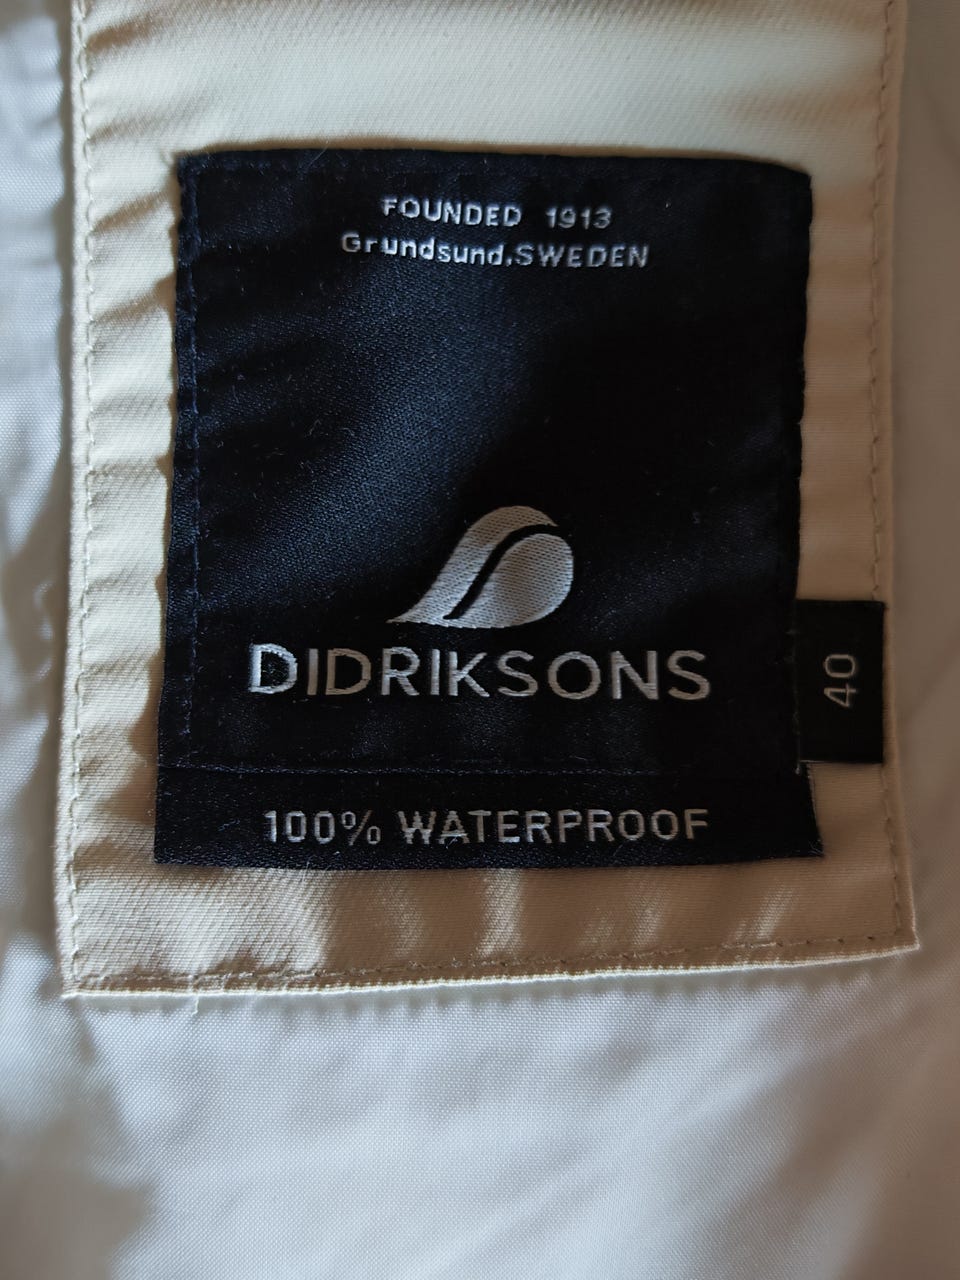 FOUNDED 1913
Grundsund,SWEDEN
DIDRIKSONS
40
100% WATERPROOF